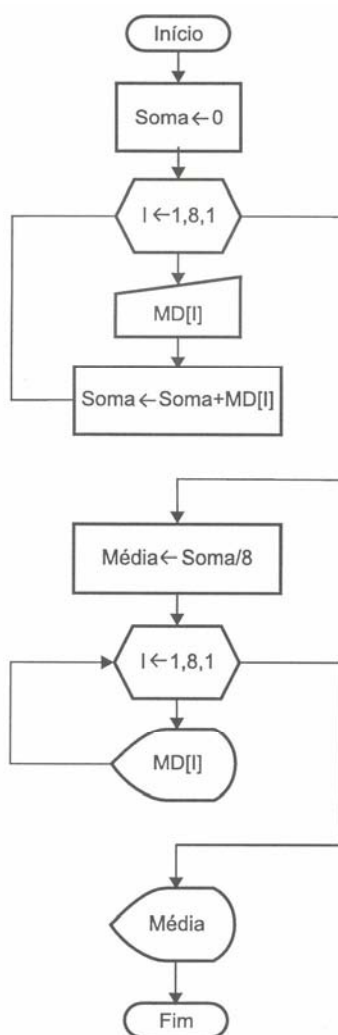 Início
Soma←0
I←1,8,1
MD[I]
Soma←Soma+MD[I]
Média←Soma/8
I←1,8,1
MD[I]
Média
Fim